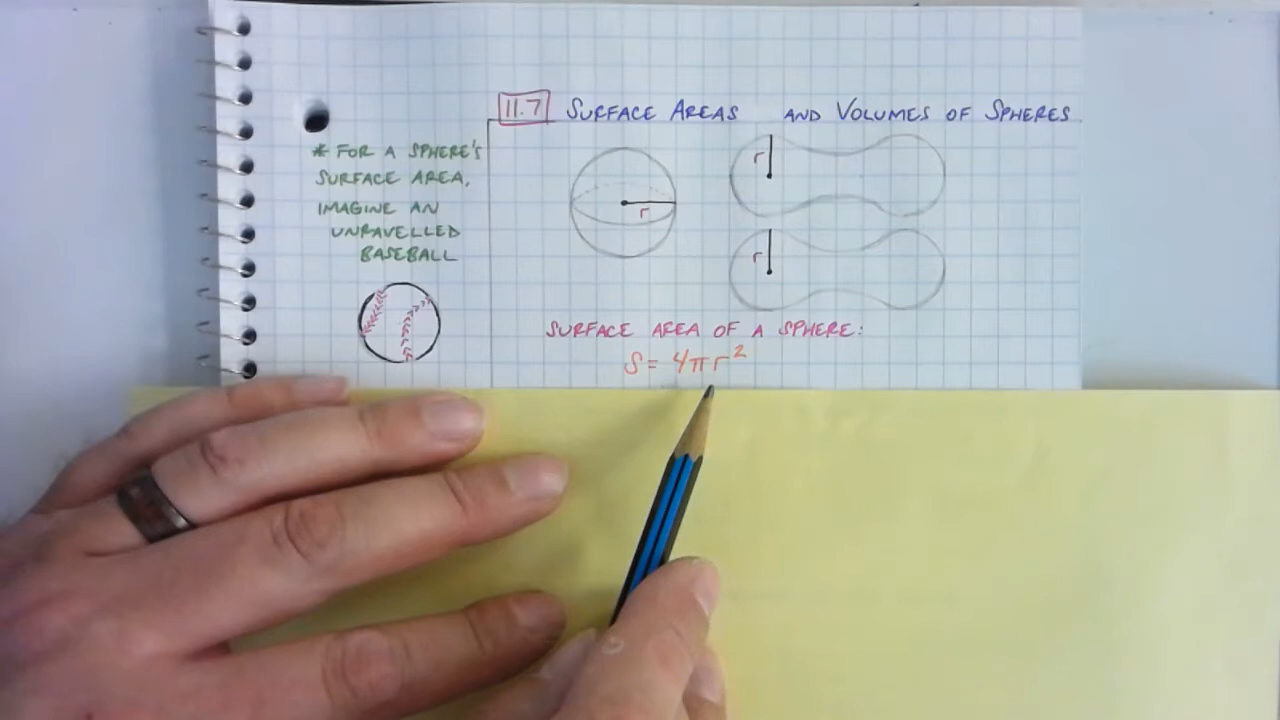 11.7 SURFACE AREAS AND VOLUMES OF SPHERES
* FOR A SPHERE'S
SURFACE AREA,
IMAGINE AN
UNRAVELLED
BASEBALL
r
r
r
SURFACE AREA OF A SPHERE:
S = 4πr²